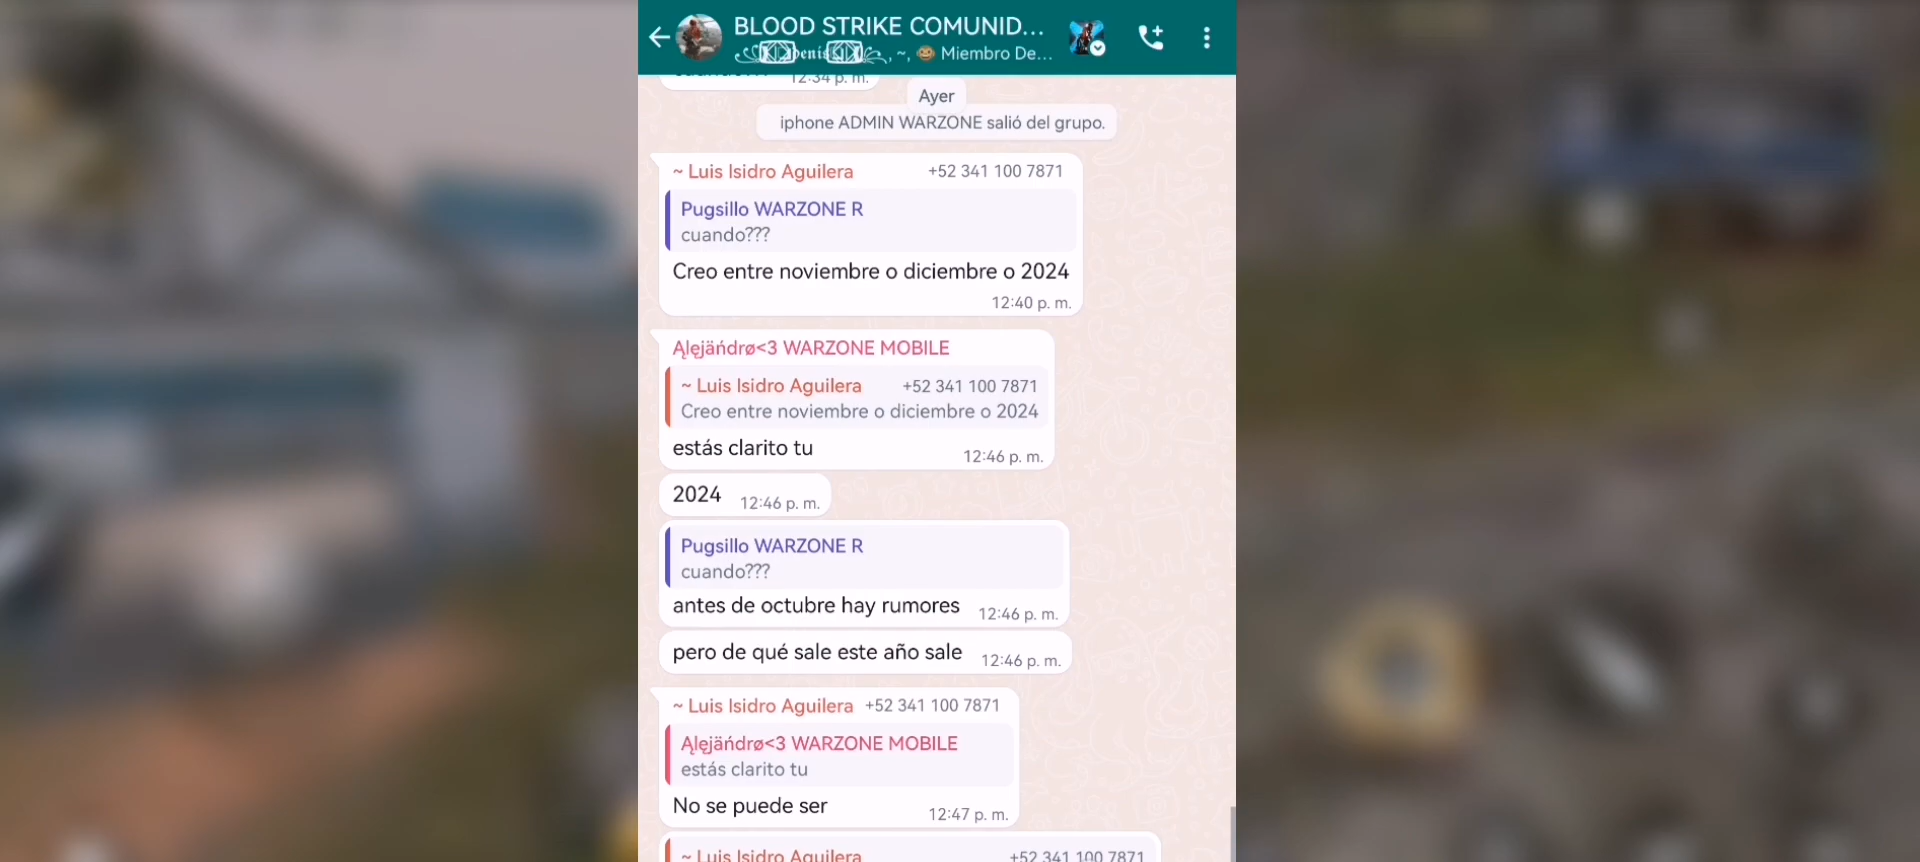 BLOOD STRIKE COMUNID...
, ~, 🐵 Miembro De...
12:34 p. m.
Ayer
iphone ADMIN WARZONE salió del grupo.
~ Luis Isidro Aguilera +52 341 100 7871
Pugsillo WARZONE R
cuando???
Creo entre noviembre o diciembre o 2024
12:40 p. m.
Ąlęjäńdrø<3 WARZONE MOBILE
~ Luis Isidro Aguilera +52 341 100 7871
Creo entre noviembre o diciembre o 2024
estás clarito tu
12:46 p. m.
2024 12:46 p. m.
Pugsillo WARZONE R
cuando???
antes de octubre hay rumores 12:46 p. m.
pero de qué sale este año sale 12:46 p. m.
~ Luis Isidro Aguilera +52 341 100 7871
Ąlęjäńdrø<3 WARZONE MOBILE
estás clarito tu
No se puede ser
12:47 p. m.
~ Luis Isidro Aguilera +52 341 100 7871